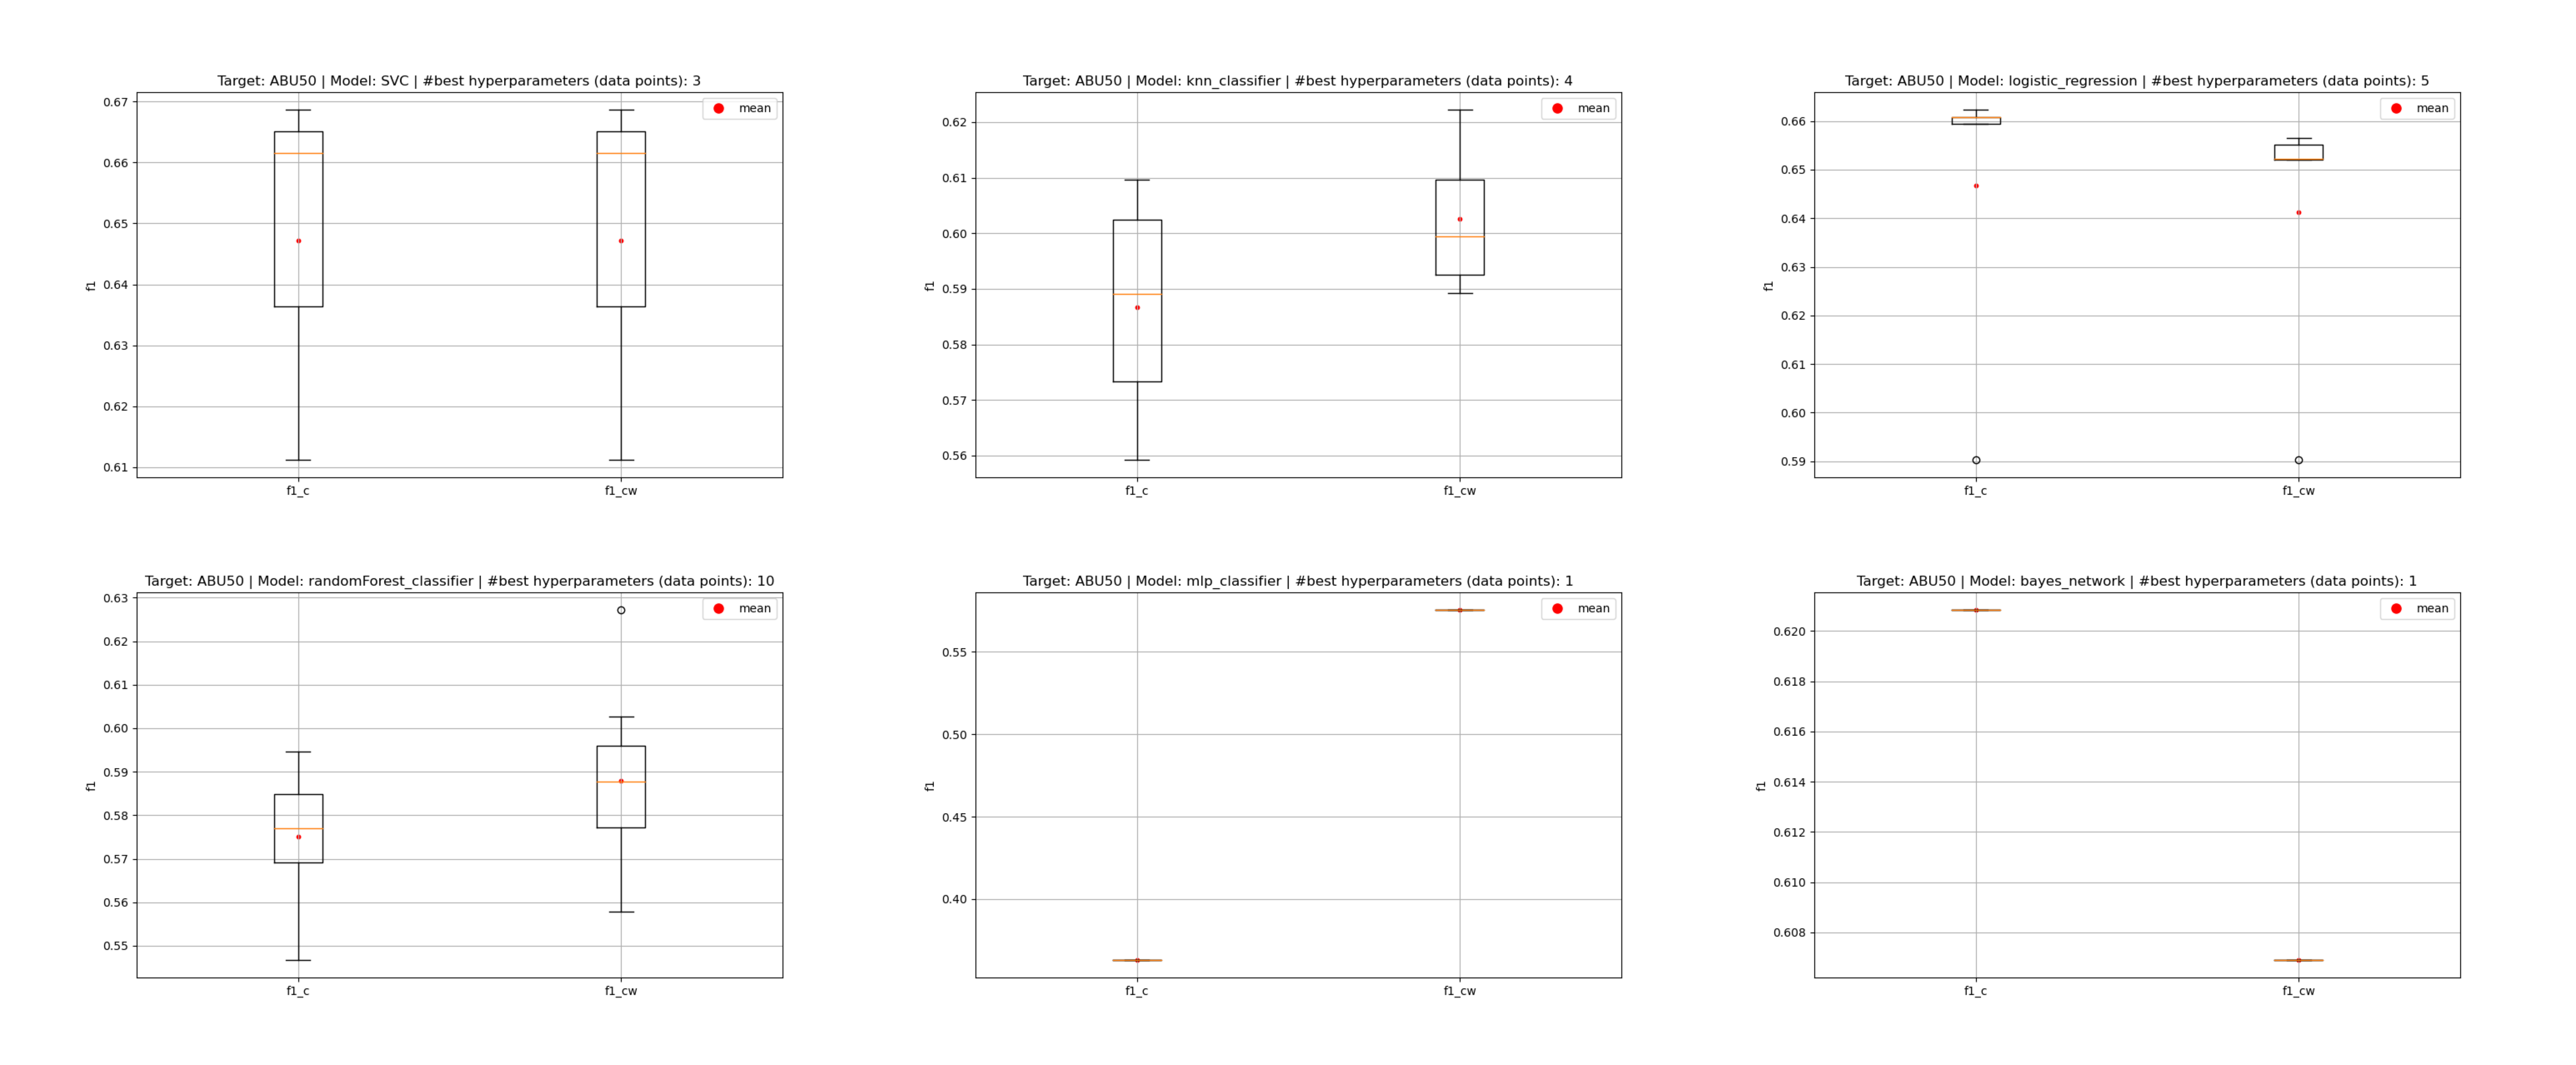 Target: ABU50 | Model: SVC | #best hyperparameters (data points): 3
mean
0.67
0.66
0.65
0.64
0.63
0.62
0.61
f1
f1_c
f1_cw
Target: ABU50 | Model: knn_classifier | #best hyperparameters (data points): 4
mean
0.62
0.61
0.60
0.59
0.58
0.57
0.56
f1
f1_c
f1_cw
Target: ABU50 | Model: logistic_regression | #best hyperparameters (data points): 5
mean
0.66
0.65
0.64
0.63
0.62
0.61
0.60
0.59
f1
f1_c
f1_cw
Target: ABU50 | Model: randomForest_classifier | #best hyperparameters (data points): 10
mean
0.63
0.62
0.61
0.60
0.59
0.58
0.57
0.56
0.55
f1
f1_c
f1_cw
Target: ABU50 | Model: mlp_classifier | #best hyperparameters (data points): 1
mean
0.55
0.50
0.45
0.40
f1
f1_c
f1_cw
Target: ABU50 | Model: bayes_network | #best hyperparameters (data points): 1
mean
0.620
0.618
0.616
0.614
0.612
0.610
0.608
f1
f1_c
f1_cw